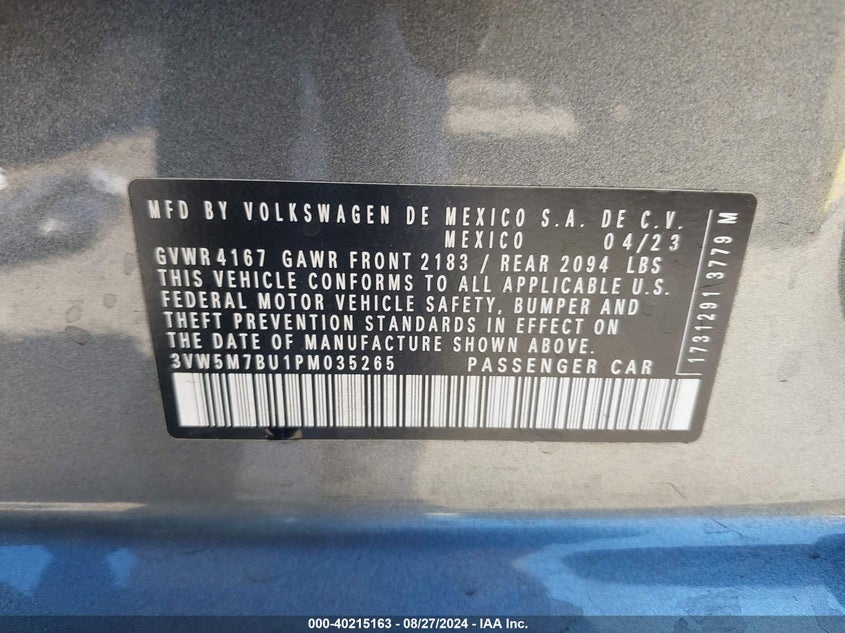 MFD BY VOLKSWAGEN DE MEXICO S.A. DE C.V.
MEXICO 04/23
GVWR 4167 GAWR FRONT 2183 / REAR 2094 LBS
THIS VEHICLE CONFORMS TO ALL APPLICABLE U.S.
FEDERAL MOTOR VEHICLE SAFETY, BUMPER AND
THEFT PREVENTION STANDARDS IN EFFECT ON
THE DATE OF MANUFACTURE SHOWN ABOVE.
3VW5M7BU1PM035265 PASSENGER CAR
1731291 3779 M
000-40215163 - 08/27/2024 - IAA Inc.